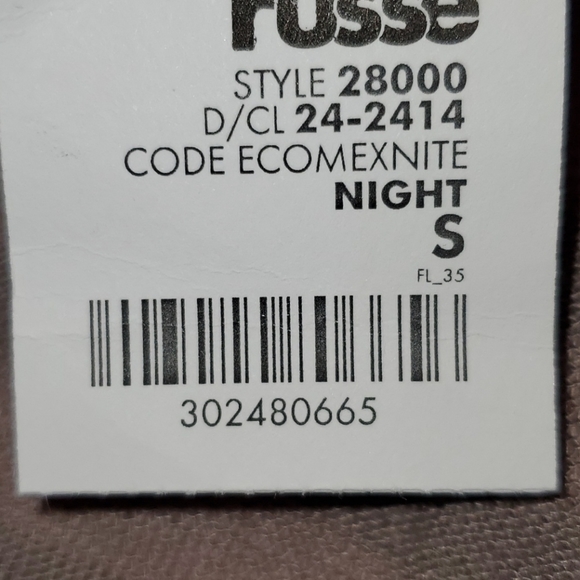 russe
STYLE 28000
D/CL 24-2414
CODE ECOMEXNITE
NIGHT
S
FL_35
302480665